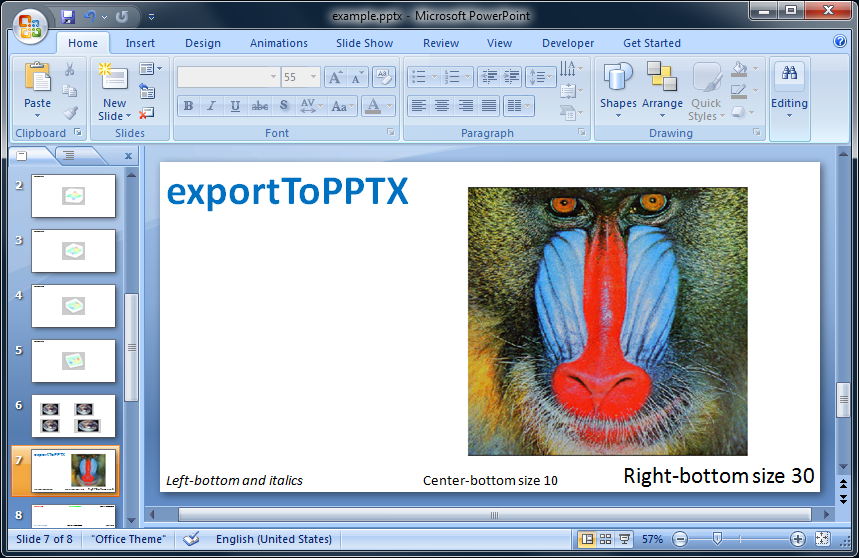 example.pptx - Microsoft PowerPoint
Home Insert Design Animations Slide Show Review View Developer Get Started
Paste
New Slide
55
B I U abc S AV Aa A
Shapes Arrange Quick Styles
Editing
Clipboard Slides Font Paragraph Drawing
2
3
4
5
6
7
8
exportToPPTX
Left-bottom and italics
Center-bottom size 10
Right-bottom size 30
Slide 7 of 8 "Office Theme" English (United States) 57%